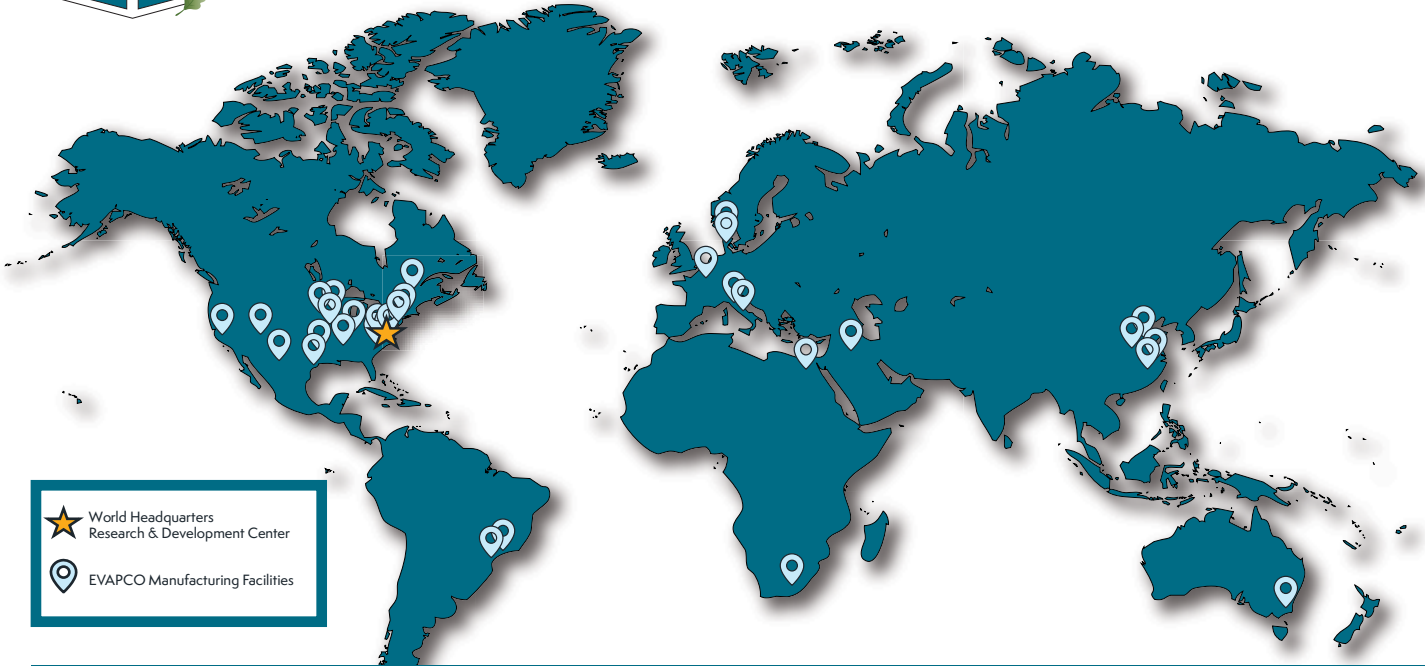 World Headquarters
Research & Development Center
EVAPCO Manufacturing Facilities